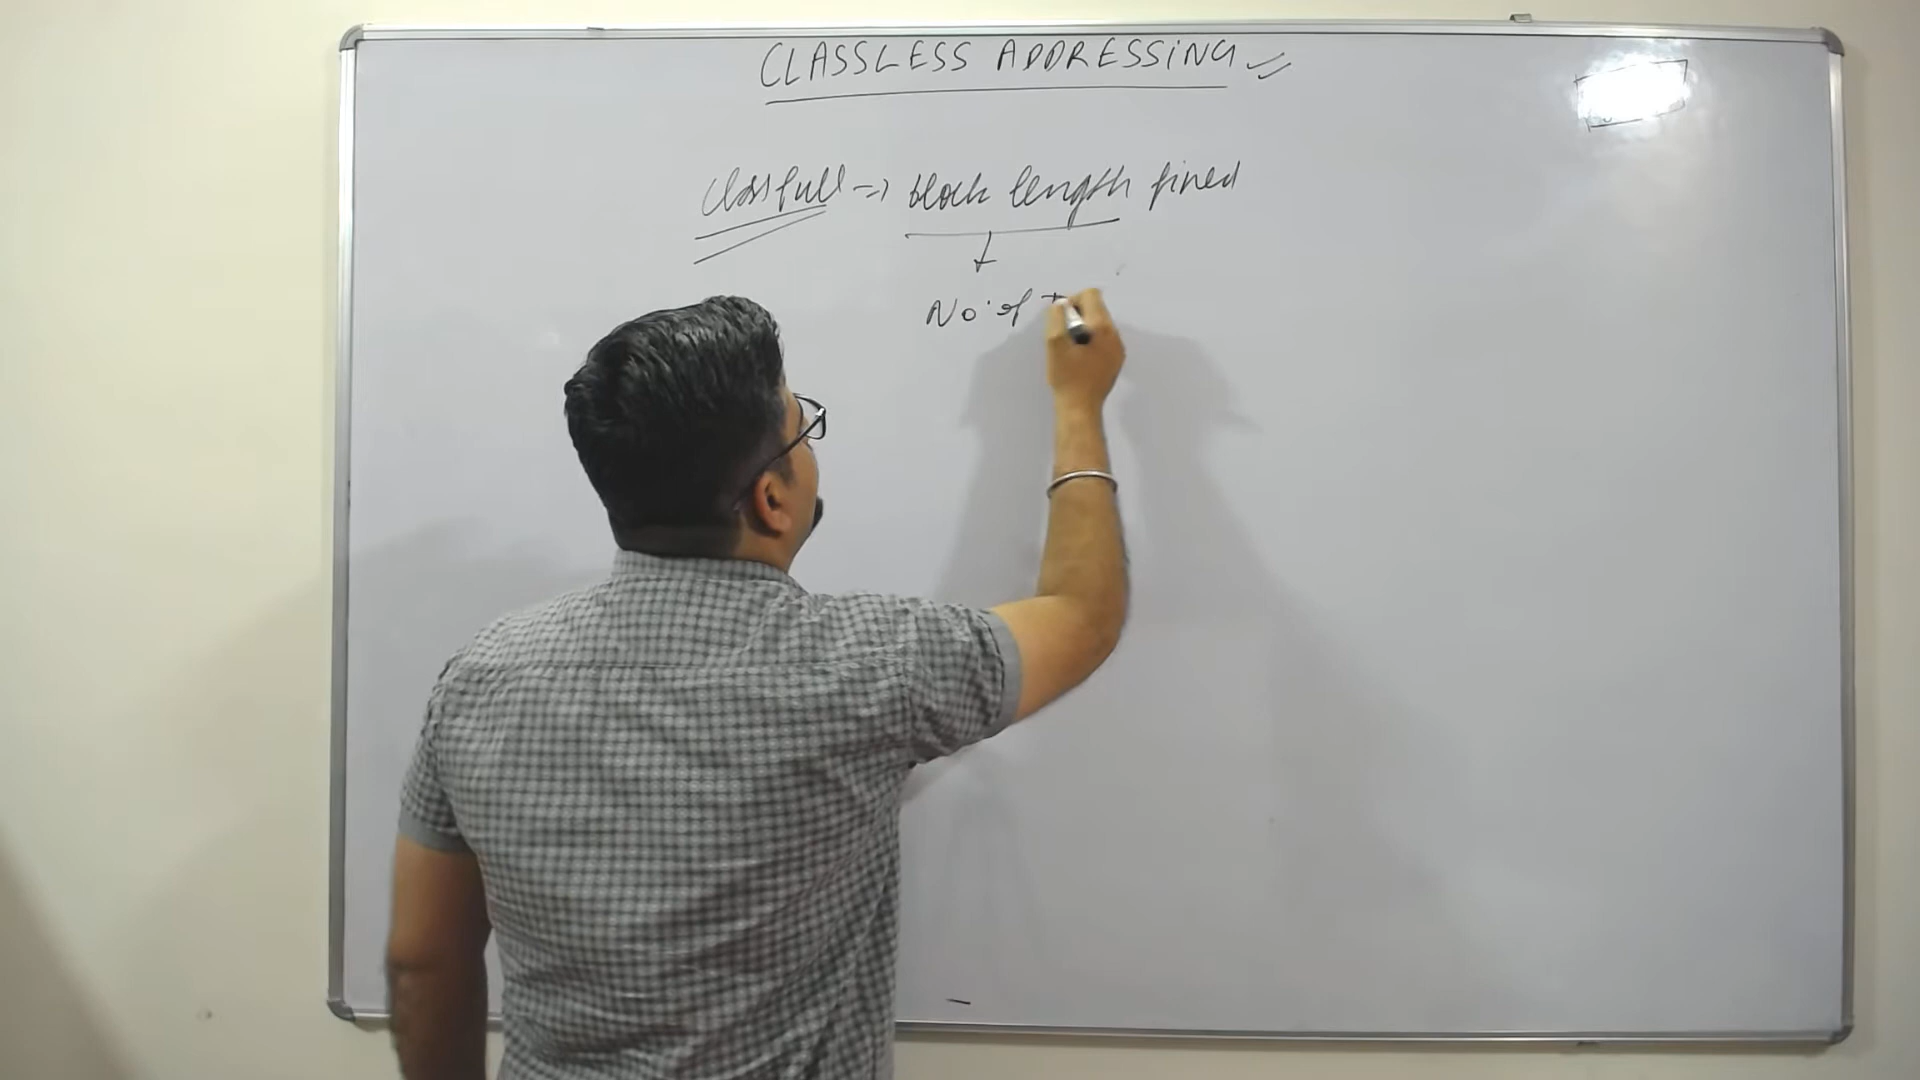 CLASSLESS ADDRESSING
Classfull => block length fixed
No. of